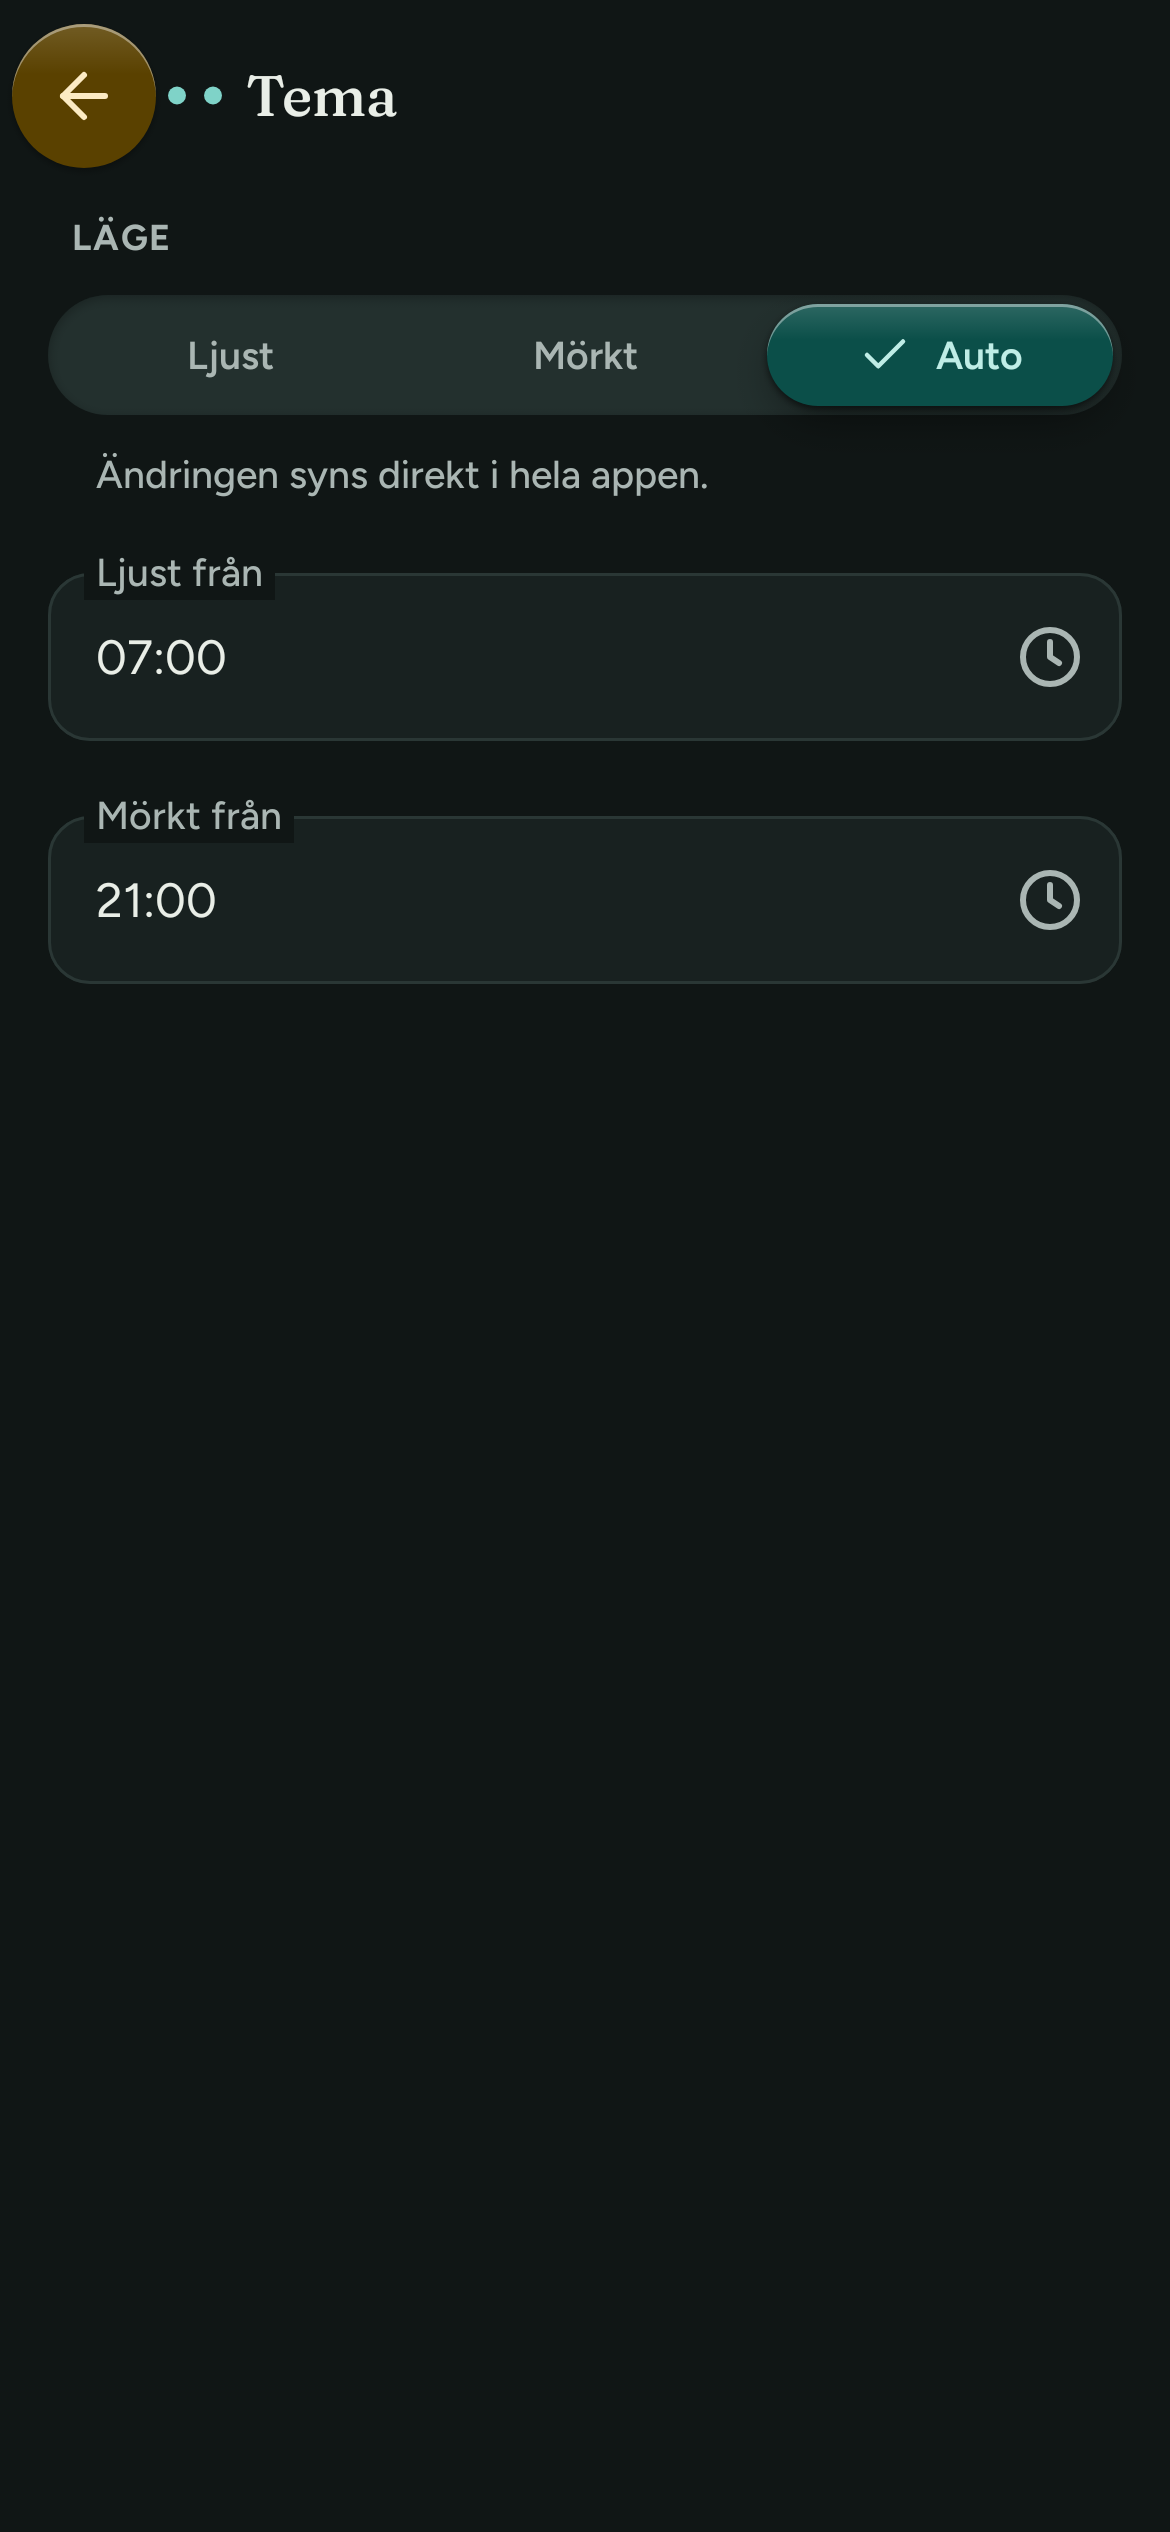 Tema
LÄGE
Ljust
Mörkt
Auto
Ändringen syns direkt i hela appen.
Ljust från
07:00
Mörkt från
21:00